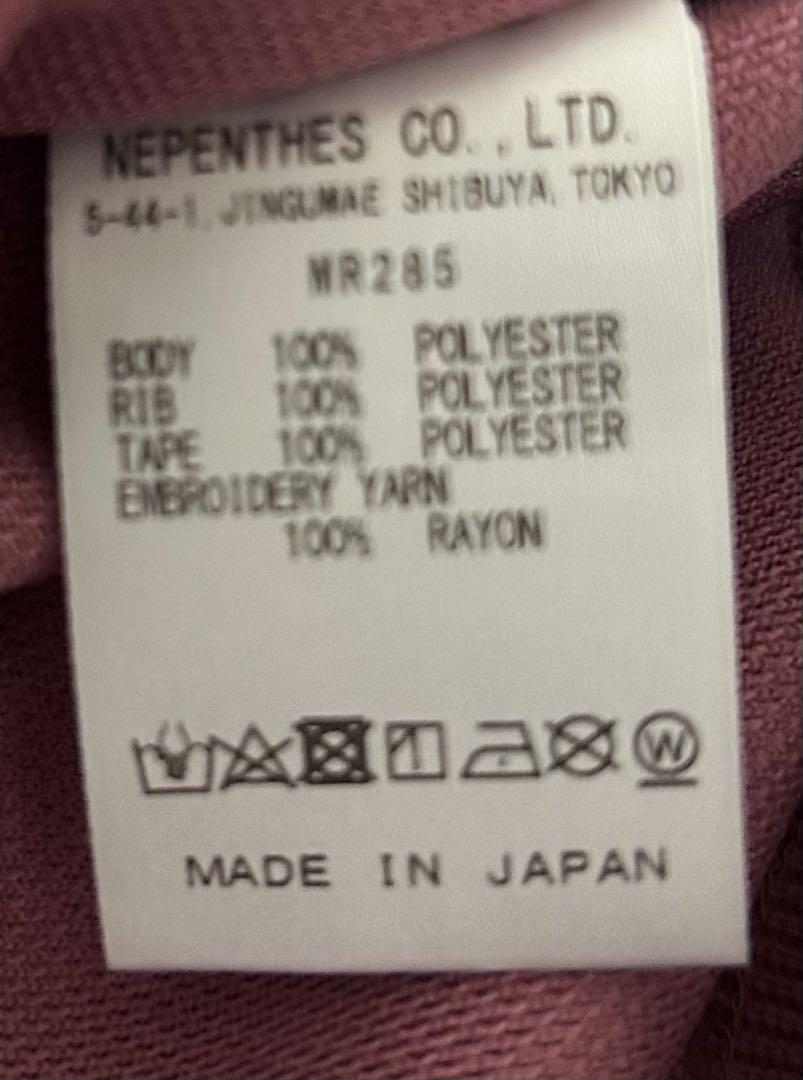 NEPENTHES CO., LTD.
5-44-1, JINGUMAE SHIBUYA, TOKYO
MR285
BODY 100% POLYESTER
RIB 100% POLYESTER
TAPE 100% POLYESTER
EMBROIDERY YARN
100% RAYON
W
MADE IN JAPAN